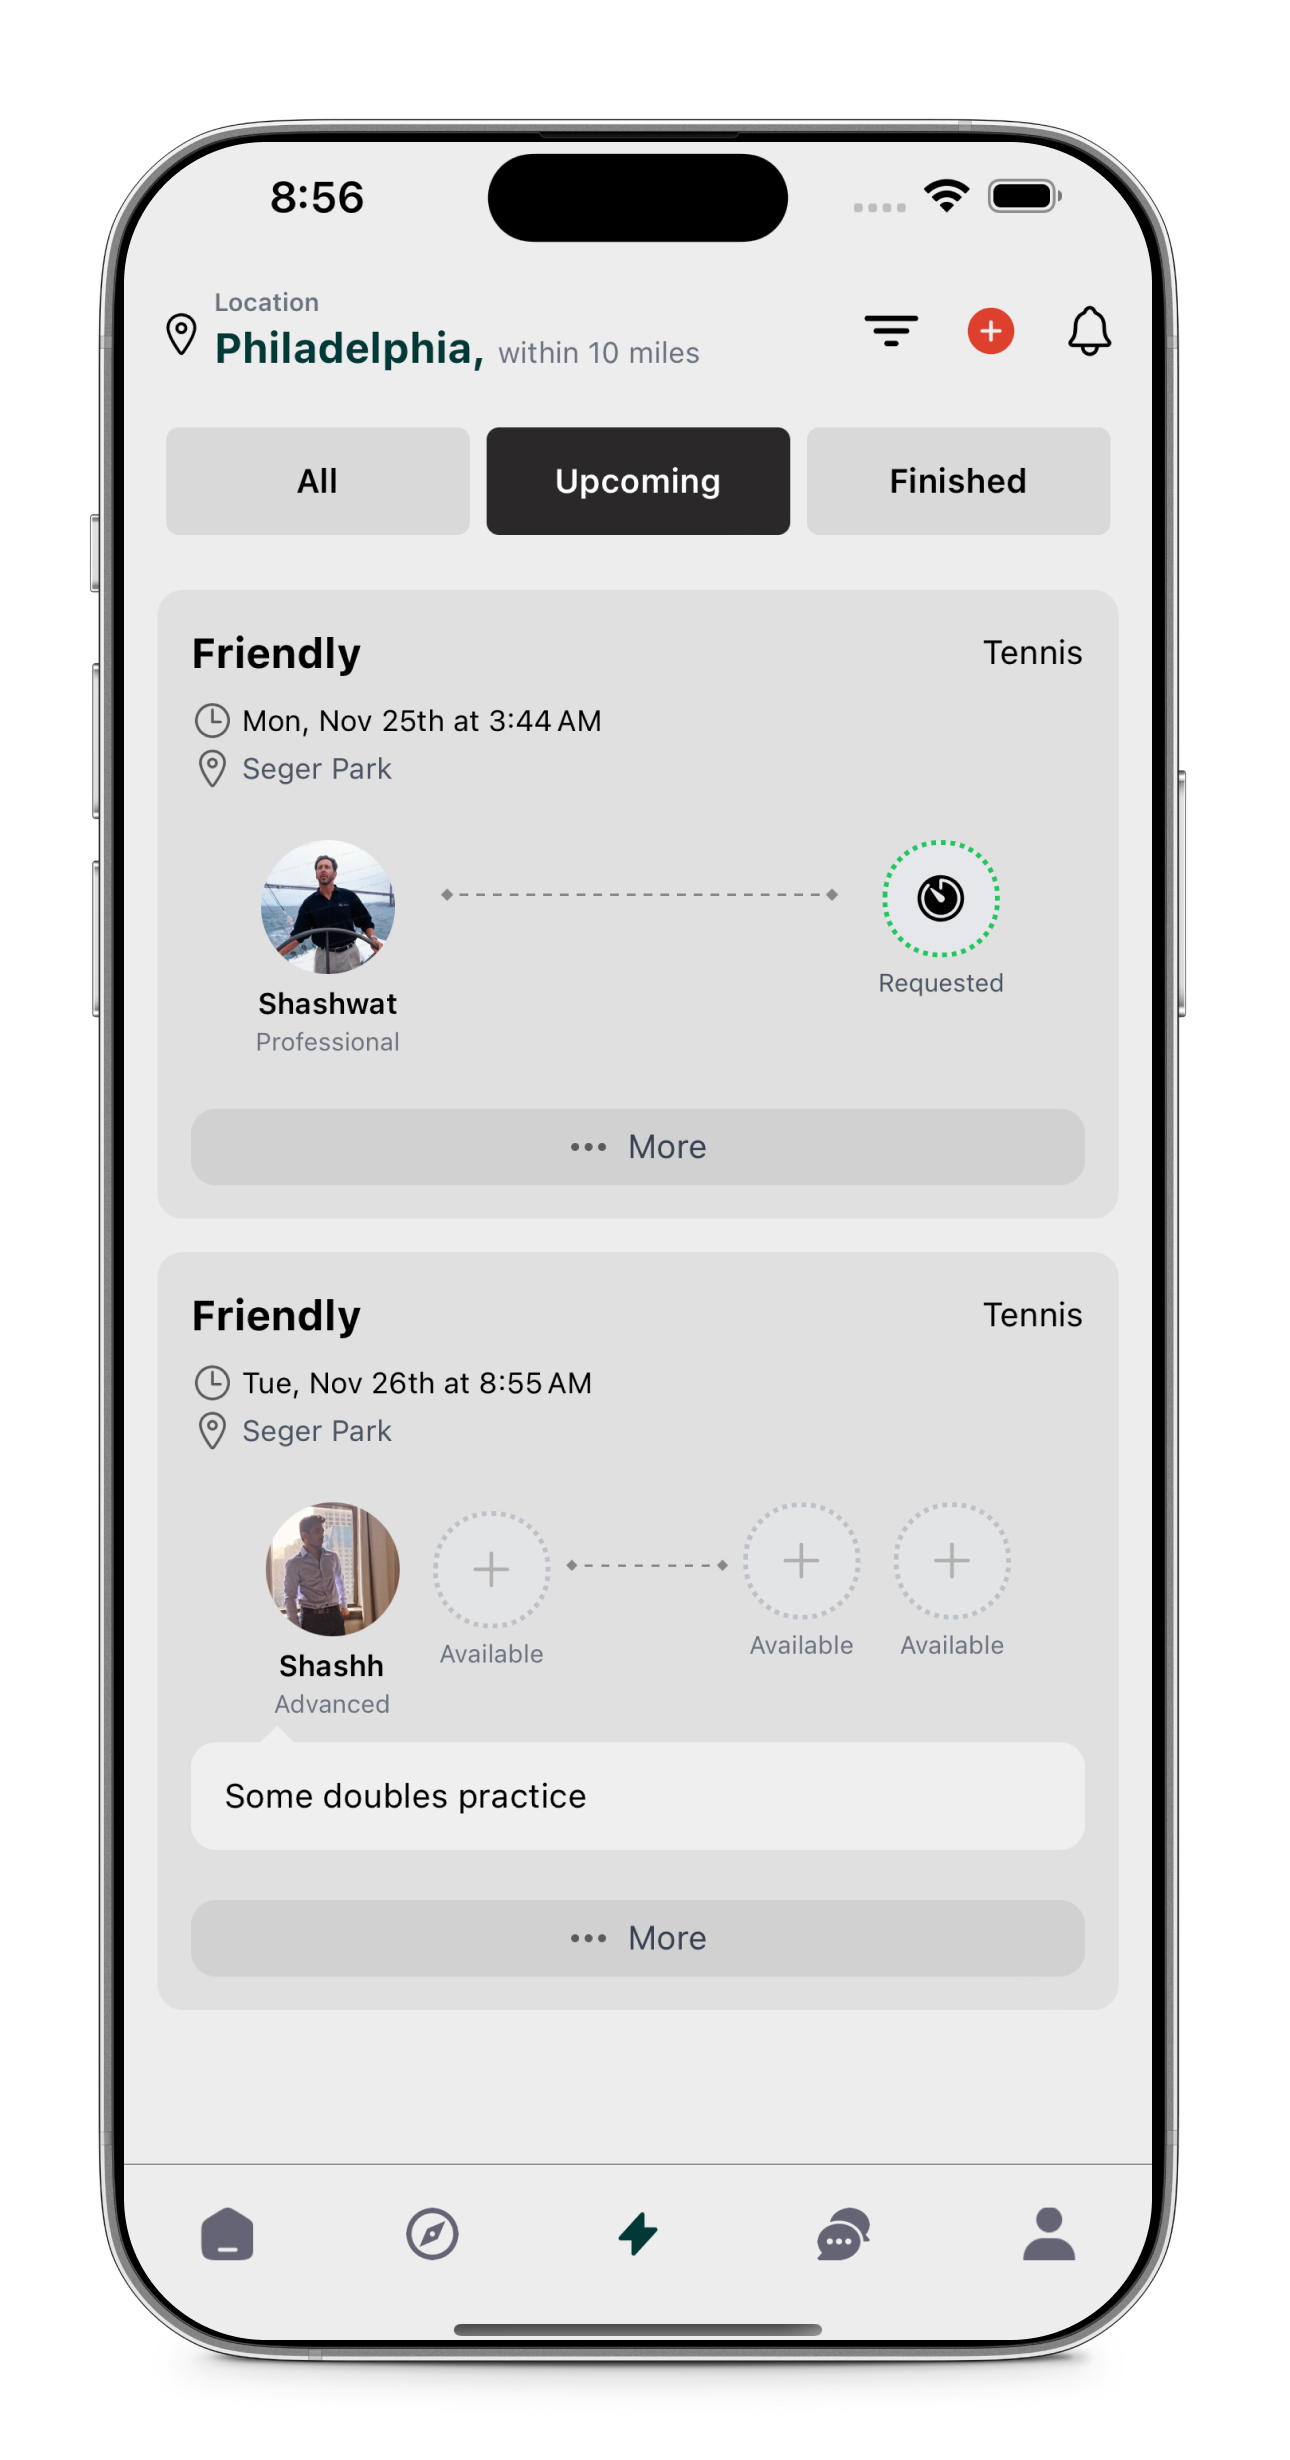 8:56
Location
Philadelphia, within 10 miles
All
Upcoming
Finished
Friendly
Tennis
Mon, Nov 25th at 3:44 AM
Seger Park
Shashwat
Professional
Requested
More
Friendly
Tennis
Tue, Nov 26th at 8:55 AM
Seger Park
Shashh
Advanced
Available
Available
Available
Some doubles practice
More